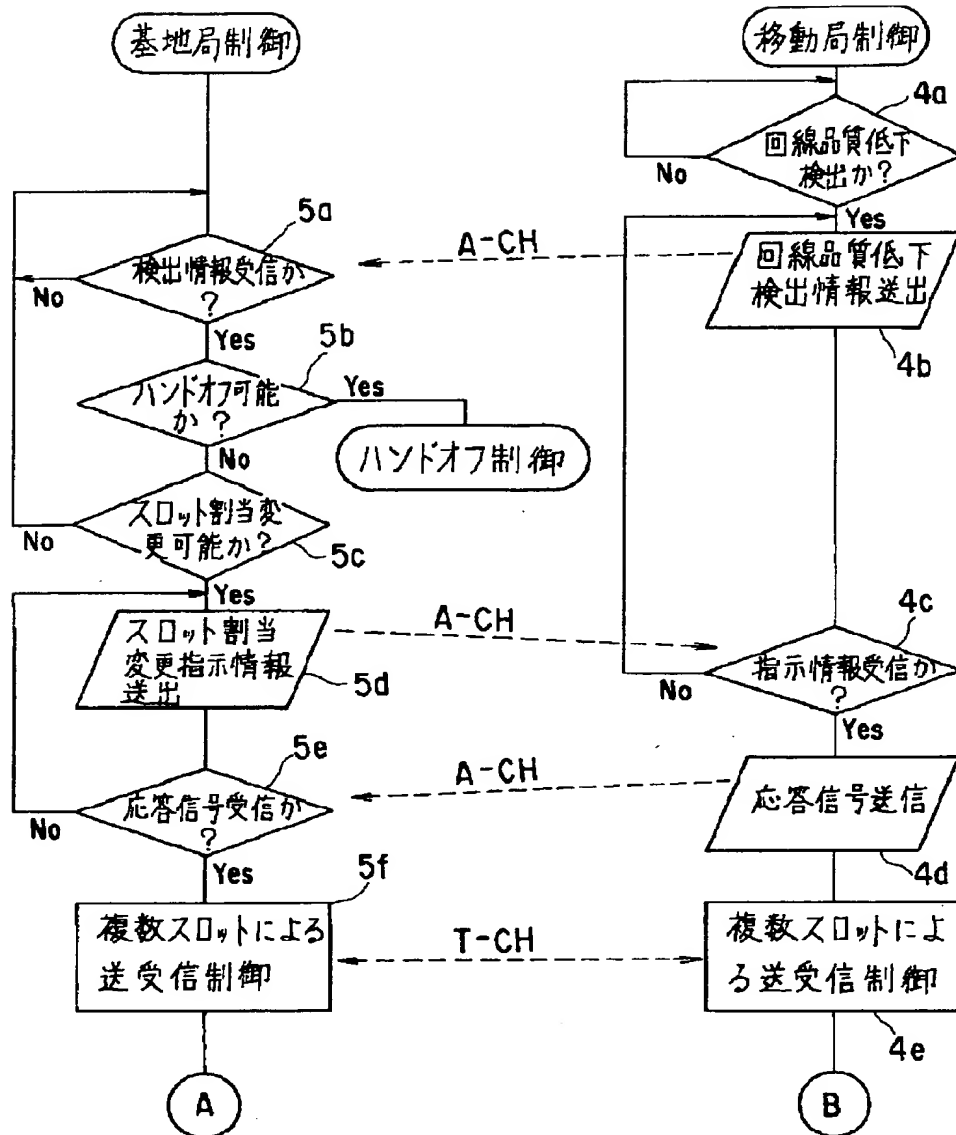 基地局制御
移動局制御
4a
回線品質低下
検出か?
No
Yes
5a
A-CH
検出情報受信か
?
No
Yes
回線品質低下
検出情報送出
4b
5b
ハンドオフ可能
か?
Yes
No
ハンドオフ制御
スロット割当変
更可能か?
No
5c
Yes
スロット割当
変更指示情報
送出
5d
A-CH
4c
指示情報受信か
?
No
Yes
5e
A-CH
応答信号受信か
?
No
Yes
応答信号送信
4d
5f
複数スロットによる
送受信制御
T-CH
複数スロットによ
る送受信制御
4e
A
B